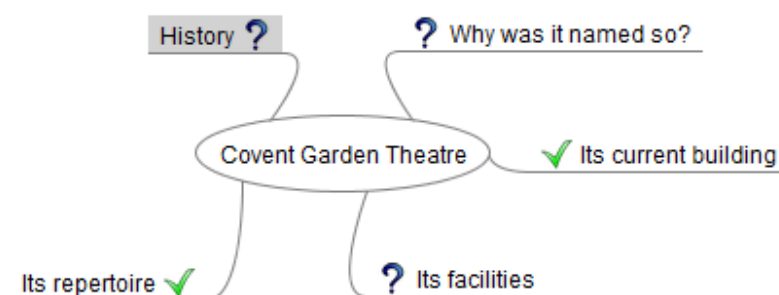 History
Why was it named so?
Covent Garden Theatre
Its current building
Its repertoire
Its facilities